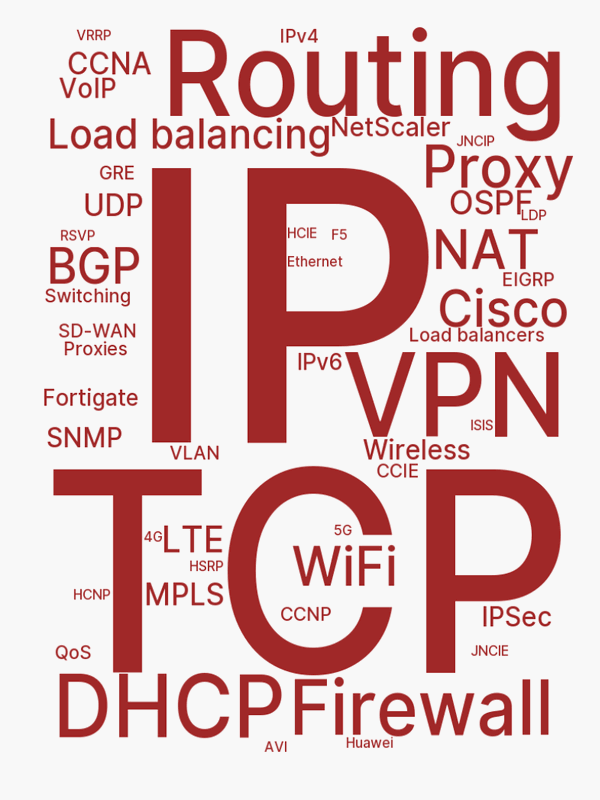 VRRP
IPv4
Routing
CCNA
VoIP
Load balancing
NetScaler
JNCIP
Proxy
GRE
UDP
OSPF
LDP
IP
RSVP
HCIE
F5
NAT
BGP
Ethernet
EIGRP
Switching
Cisco
SD-WAN
Load balancers
Proxies
IPv6
VPN
Fortigate
ISIS
SNMP
VLAN
Wireless
CCIE
TCP
4G
LTE
5G
WiFi
HSRP
HCNP
MPLS
CCNP
IPSec
QoS
JNCIE
DHCP
Firewall
AVI
Huawei